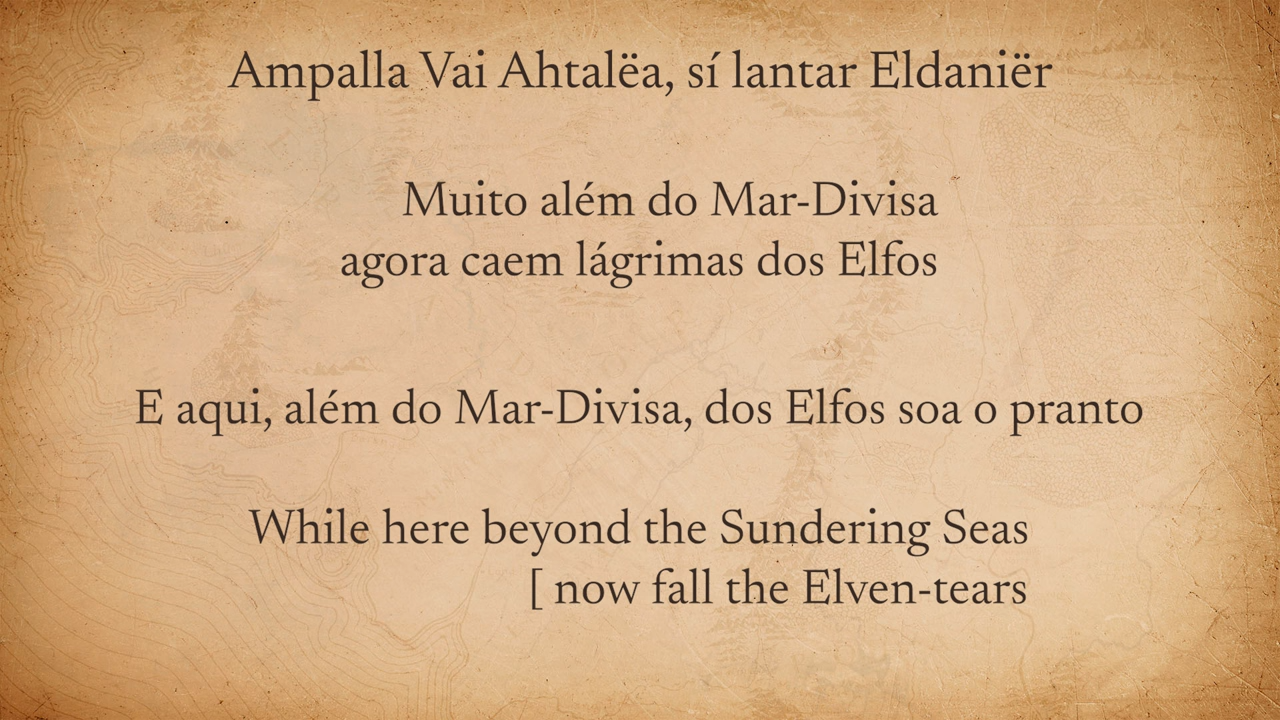 Ampalla Vai Ahtalëa, sí lantar Eldaniër
Muito além do Mar-Divisa
agora caem lágrimas dos Elfos
E aqui, além do Mar-Divisa, dos Elfos soa o pranto
While here beyond the Sundering Seas
[ now fall the Elven-tears